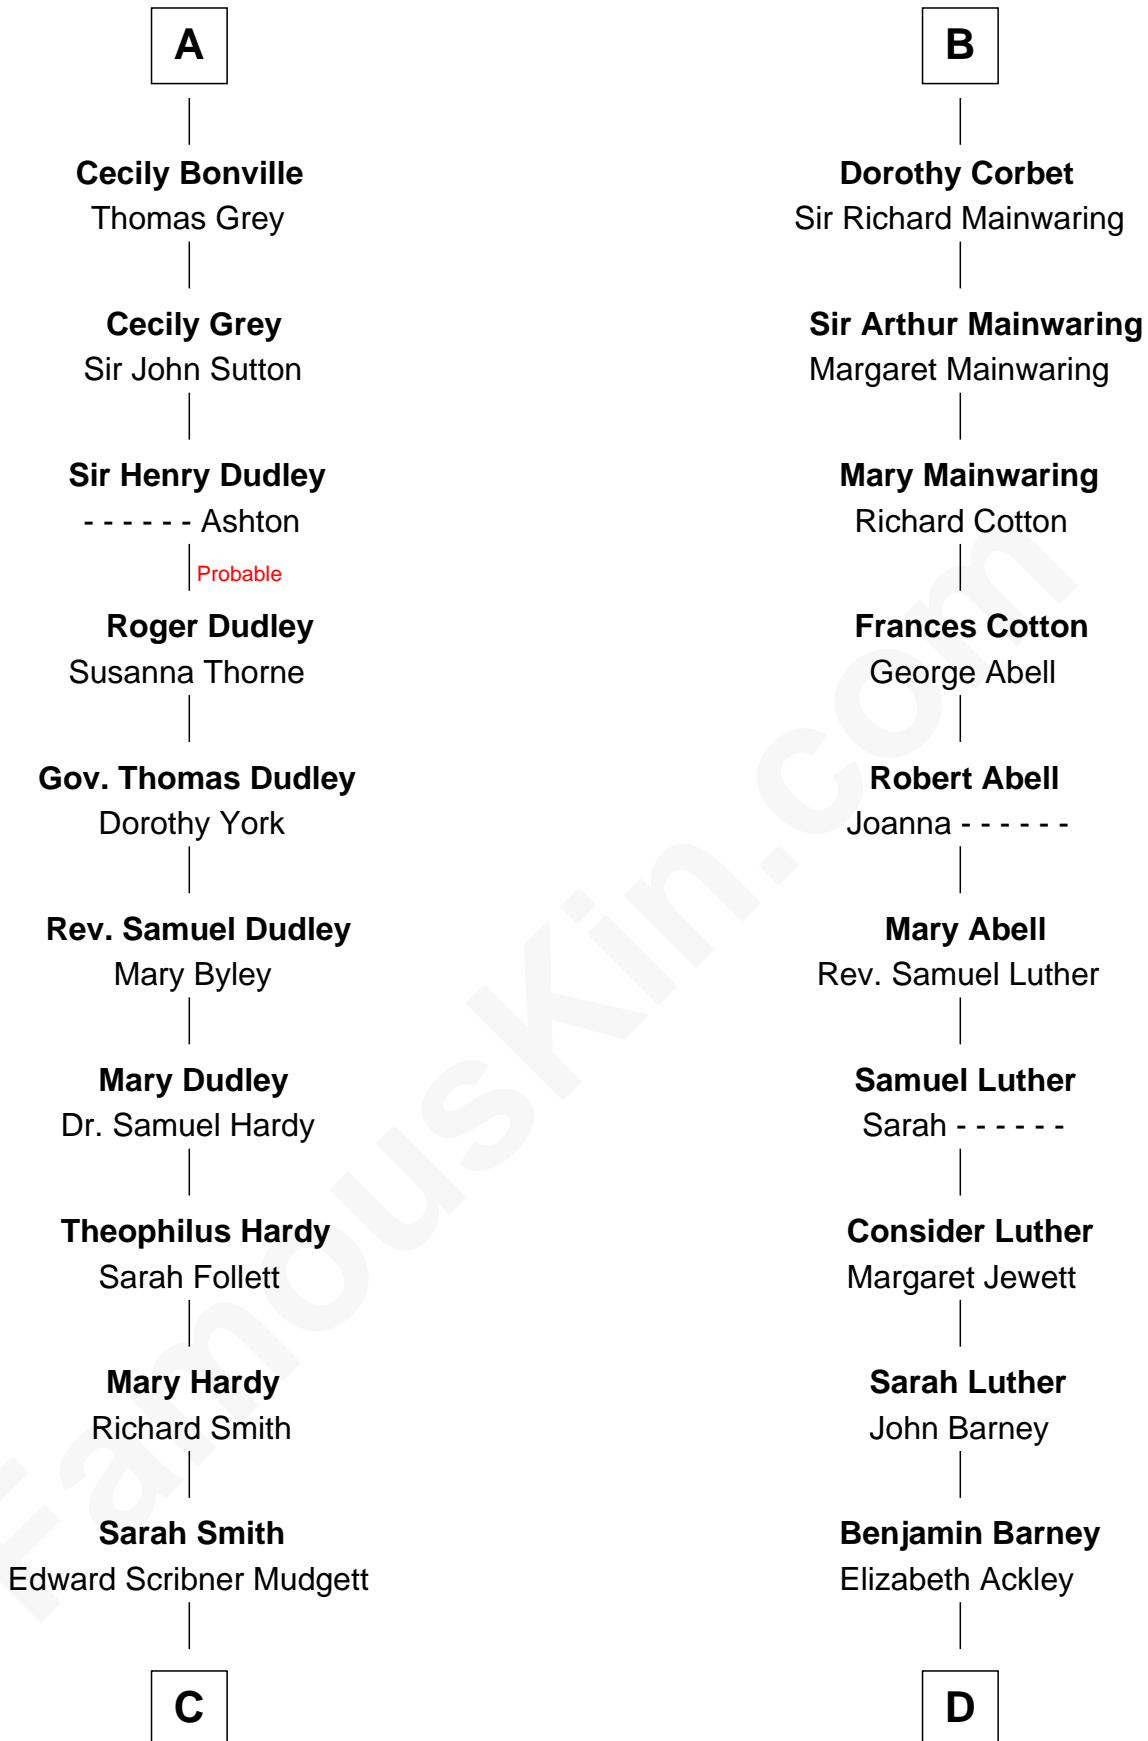 A
Cecily Bonville
Thomas Grey
Cecily Grey
Sir John Sutton
Sir Henry Dudley
- - - - - - Ashton
Probable
Roger Dudley
Susanna Thorne
Gov. Thomas Dudley
Dorothy York
Rev. Samuel Dudley
Mary Byley
Mary Dudley
Dr. Samuel Hardy
Theophilus Hardy
Sarah Follett
Mary Hardy
Richard Smith
Sarah Smith
Edward Scribner Mudgett
C
B
Dorothy Corbet
Sir Richard Mainwaring
Sir Arthur Mainwaring
Margaret Mainwaring
Mary Mainwaring
Richard Cotton
Frances Cotton
George Abell
Robert Abell
Joanna - - - - - -
Mary Abell
Rev. Samuel Luther
Samuel Luther
Sarah - - - - - -
Consider Luther
Margaret Jewett
Sarah Luther
John Barney
Benjamin Barney
Elizabeth Ackley
D
FamousKin.com